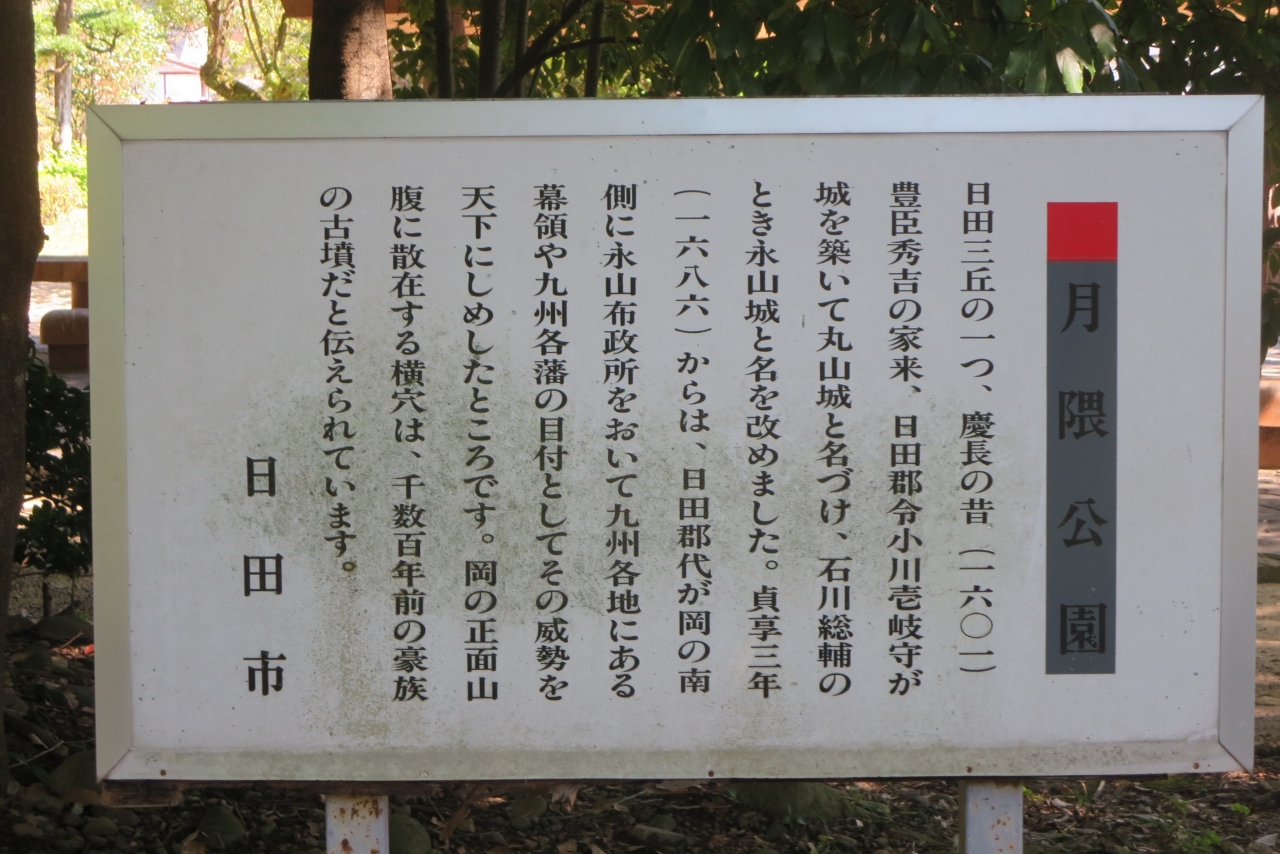 月隈公園
日田三丘の一つ、慶長の昔（一六〇一）
豊臣秀吉の家来、日田郡令小川壱岐守が
城を築いて丸山城と名づけ、石川総輔の
とき永山城と名を改めました。貞享三年
（一六八六）からは、日田郡代が岡の南
側に永山布政所をおいて九州各地にある
幕領や九州各藩の目付としてその威勢を
天下にしめしたところです。岡の正面山
腹に散在する横穴は、千数百年前の豪族
の古墳だと伝えられています。
日田市